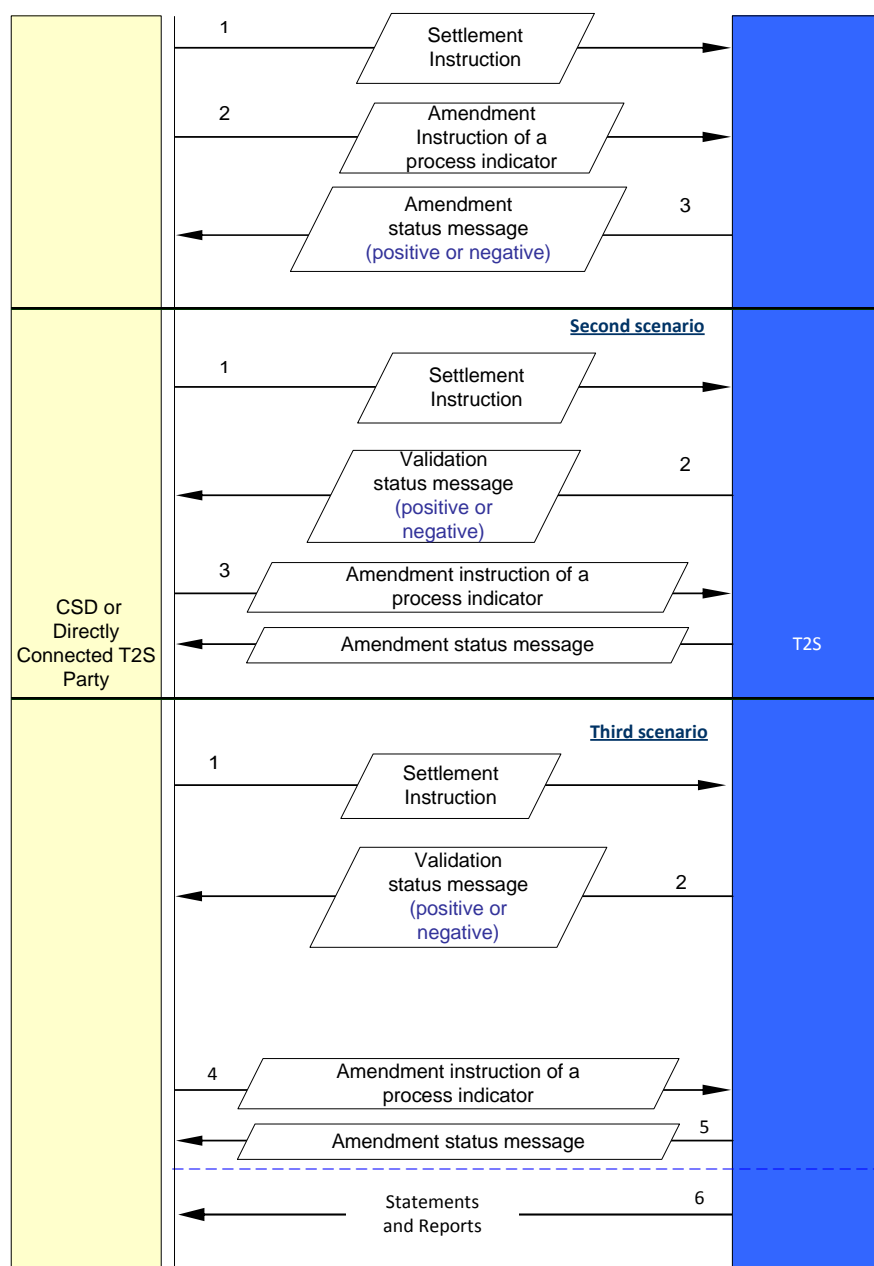 1
Settlement
Instruction
2
Amendment
Instruction of a
process indicator
Amendment
status message
(positive or negative)
3
Second scenario
1
Settlement
Instruction
Validation
status message
(positive or
negative)
2
3
Amendment instruction of a
process indicator
Amendment status message
CSD or
Directly
Connected T2S
Party
T2S
Third scenario
1
Settlement
Instruction
Validation
status message
(positive or
negative)
2
4
Amendment instruction of a
process indicator
Amendment status message
5
Statements
and Reports
6